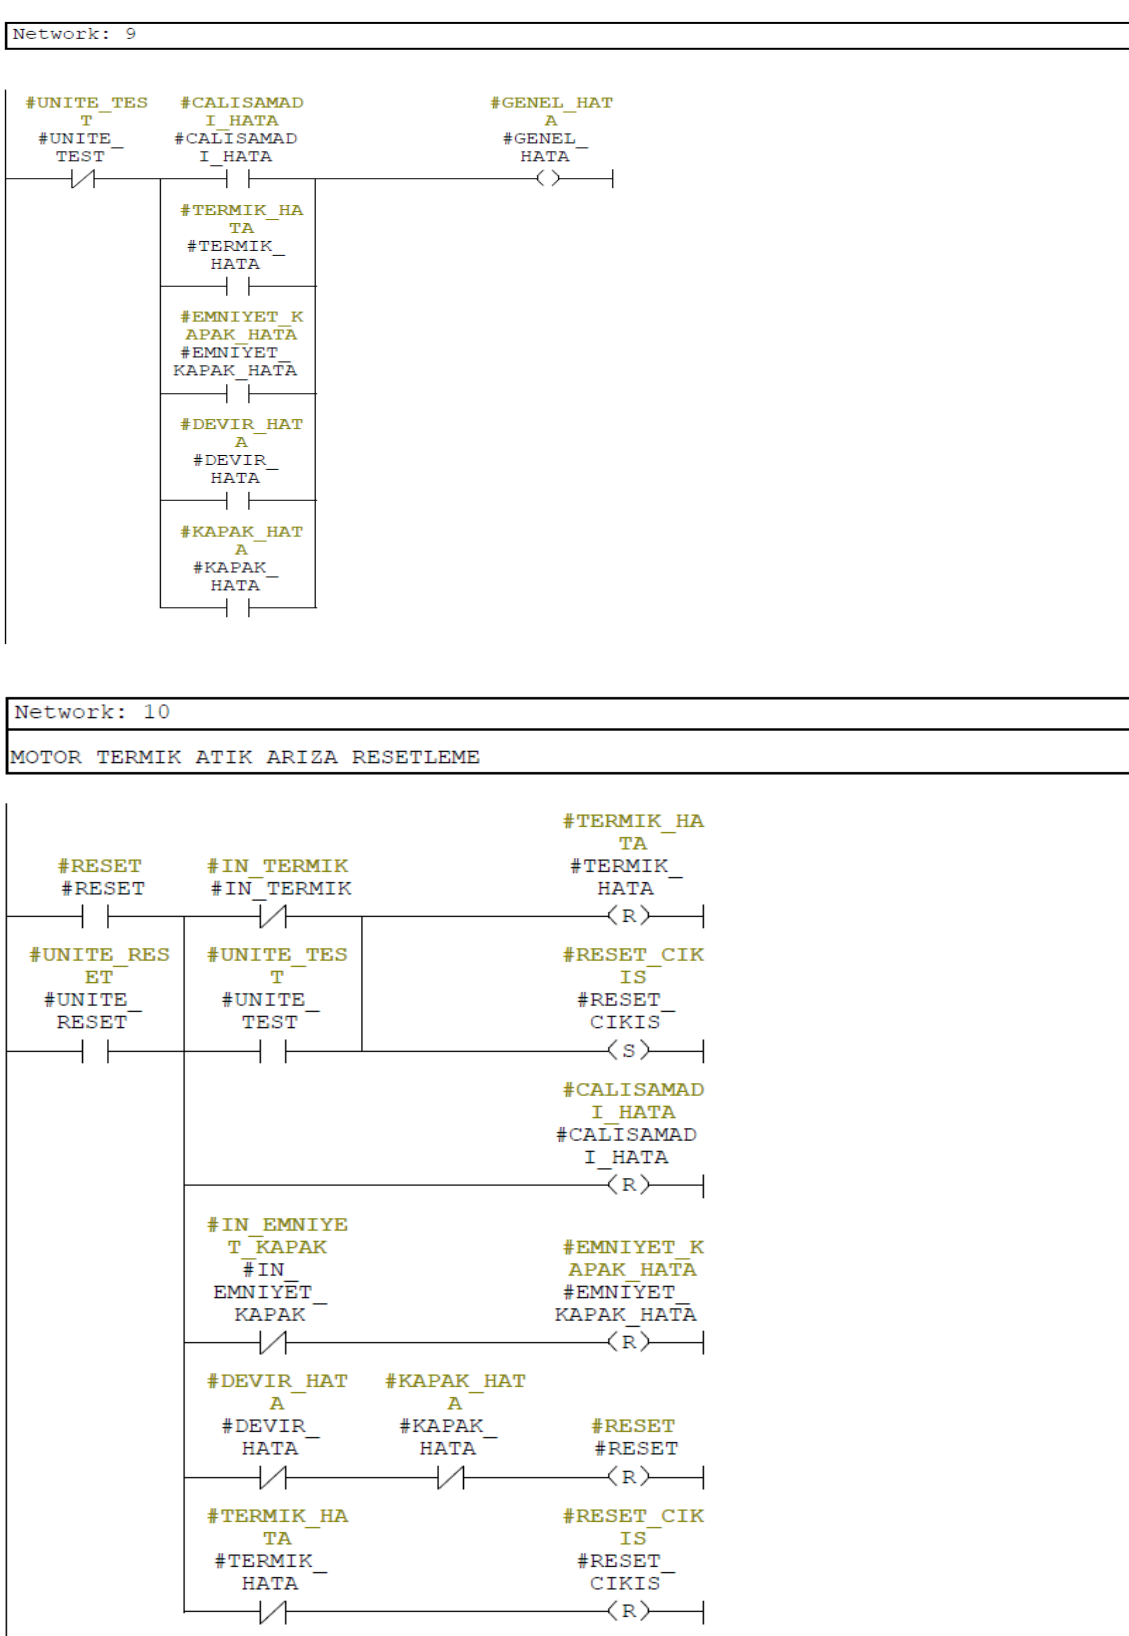 Network: 9
#UNITE_TES #CALISAMAD #GENEL_HAT
T I_HATA A
#UNITE_ #CALISAMAD #GENEL_
TEST I_HATA HATA
#TERMIK_HA
TA
#TERMIK_
HATA
#EMNIYET_K
APAK_HATA
#EMNIYET_
KAPAK_HATA
#DEVIR_HAT
A
#DEVIR_
HATA
#KAPAK_HAT
A
#KAPAK_
HATA
Network: 10
MOTOR TERMIK ATIK ARIZA RESETLEME
#TERMIK_HA
TA
#RESET #IN_TERMIK #TERMIK_
#RESET #IN_TERMIK HATA
R
#UNITE_RES #UNITE_TES #RESET_CIK
ET T IS
#UNITE_ #UNITE_ #RESET_
RESET TEST CIKIS
S
#CALISAMAD
I_HATA
#CALISAMAD
I_HATA
R
#IN_EMNIYE
T_KAPAK #EMNIYET_K
#IN_ APAK_HATA
EMNIYET_ #EMNIYET_
KAPAK KAPAK_HATA
R
#DEVIR_HAT #KAPAK_HAT
A A
#DEVIR_ #KAPAK_ #RESET
HATA HATA #RESET
R
#TERMIK_HA #RESET_CIK
TA IS
#TERMIK_ #RESET_
HATA CIKIS
R